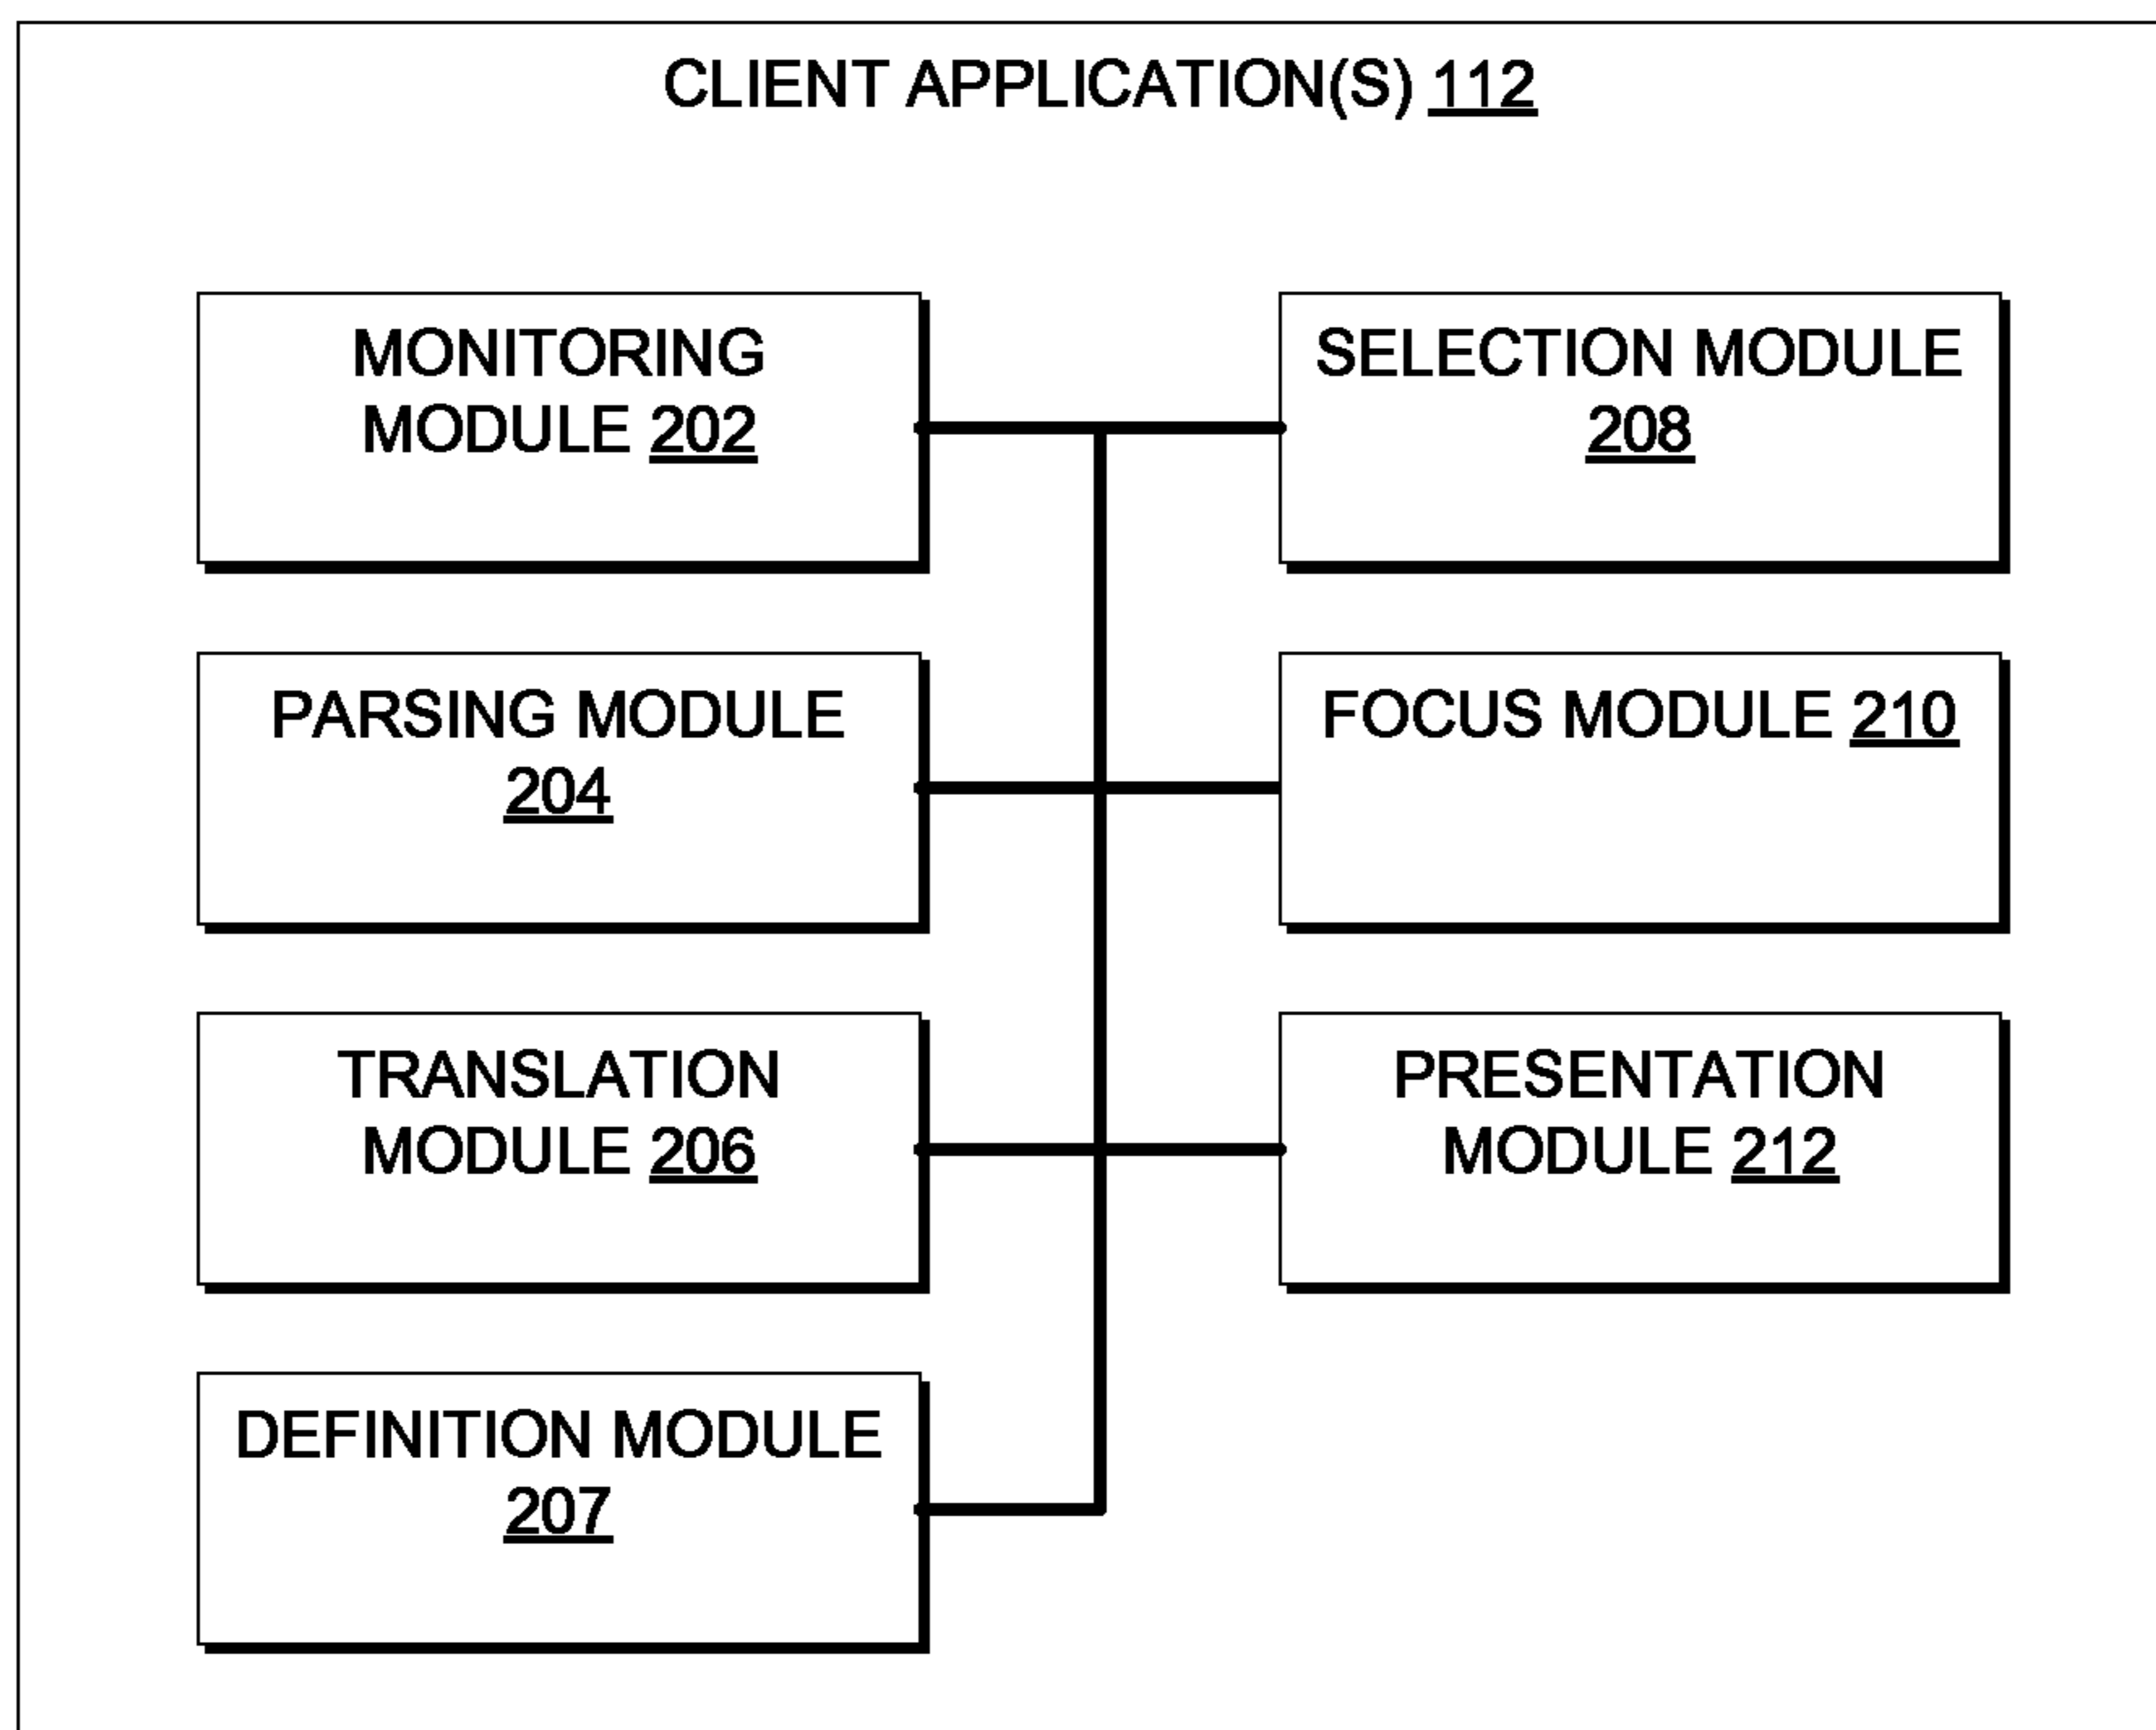 CLIENT APPLICATION(S) 112
MONITORING
MODULE 202
SELECTION MODULE
208
PARSING MODULE
204
FOCUS MODULE 210
TRANSLATION
MODULE 206
PRESENTATION
MODULE 212
DEFINITION MODULE
207